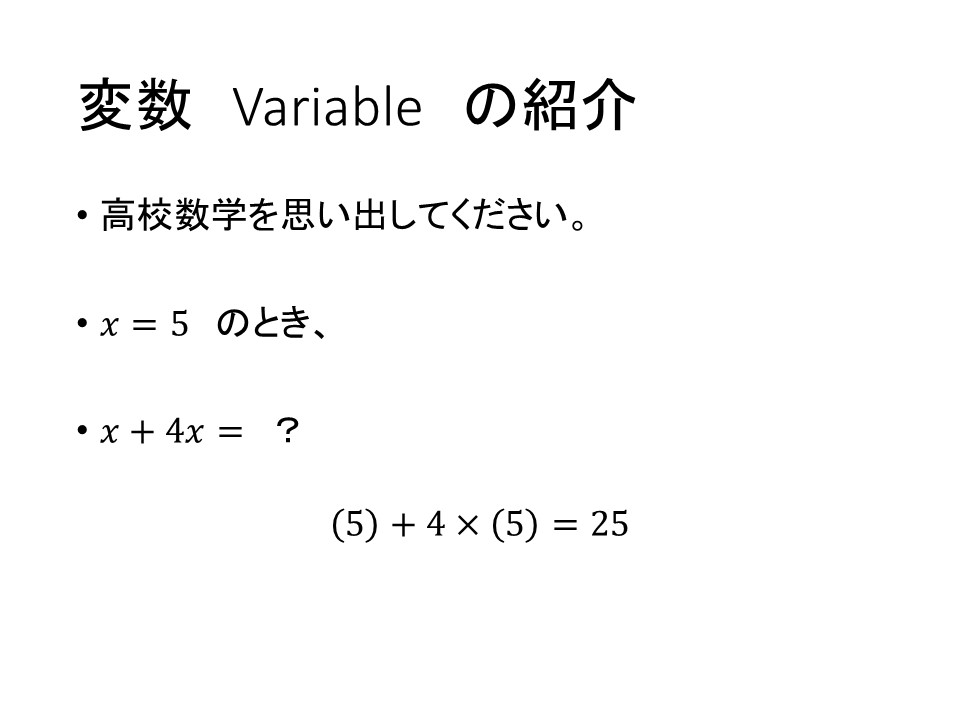 変数　Variable　の紹介
• 高校数学を思い出してください。
• 𝑥 = 5　のとき、
• 𝑥 + 4𝑥 =　？
(5) + 4 × (5) = 25